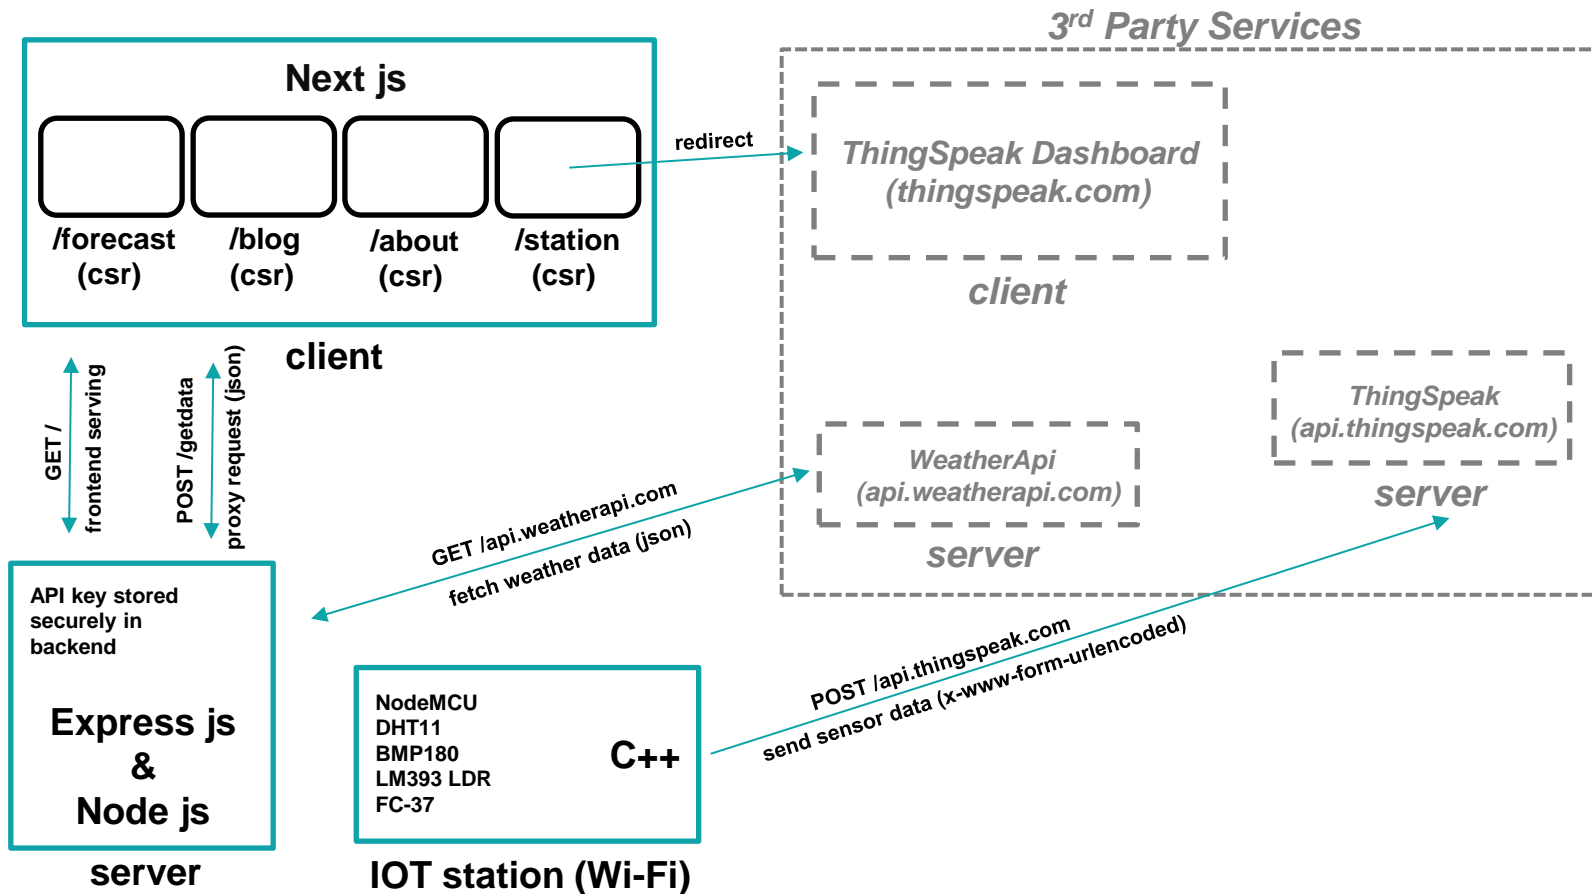 3rd Party Services
Next js
/forecast
(csr)
/blog
(csr)
/about
(csr)
/station
(csr)
client
redirect
ThingSpeak Dashboard
(thingspeak.com)
client
GET /
frontend serving
POST /getdata
proxy request (json)
WeatherApi
(api.weatherapi.com)
server
ThingSpeak
(api.thingspeak.com)
server
GET /api.weatherapi.com
fetch weather data (json)
API key stored
securely in
backend
Express js
&
Node js
server
NodeMCU
DHT11
BMP180
LM393 LDR
FC-37
C++
IOT station (Wi-Fi)
POST /api.thingspeak.com
send sensor data (x-www-form-urlencoded)